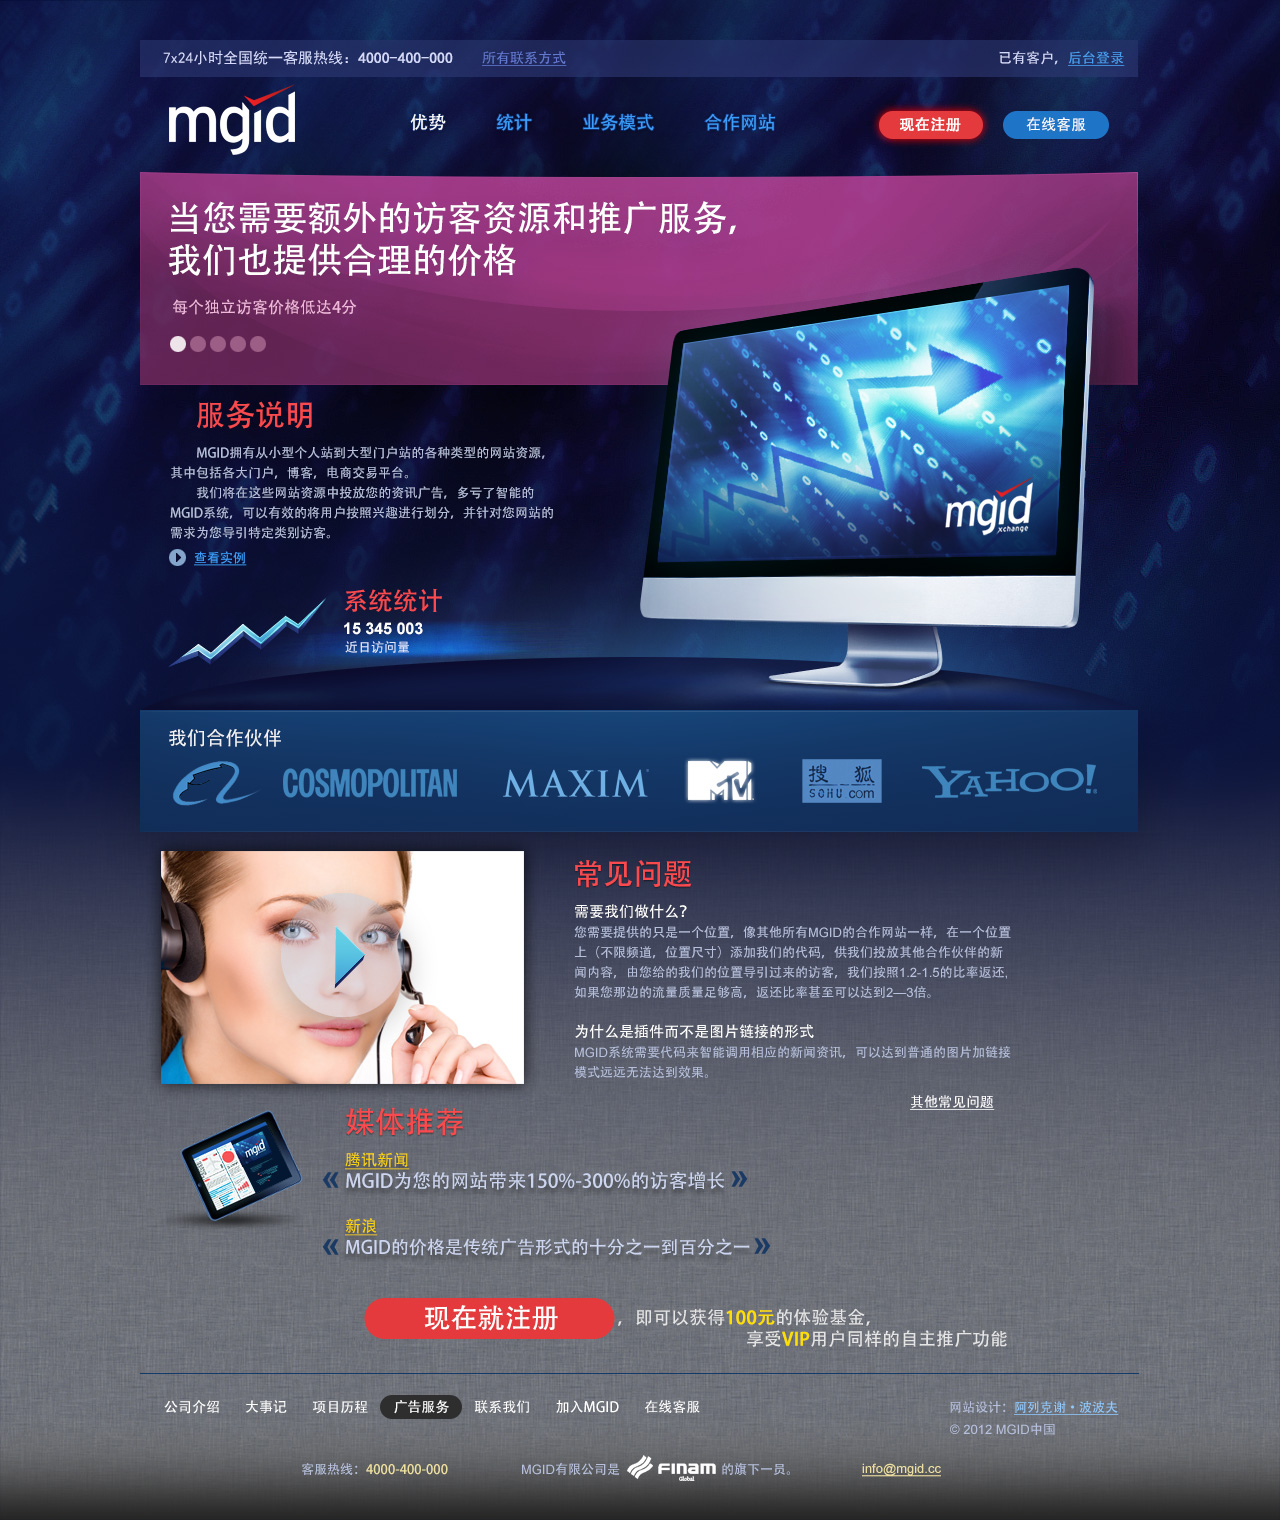 7x24小时全国统一客服热线：4000-400-000 所有联系方式 已有客户，后台登录
mgid 优势 统计 业务模式 合作网站 现在注册 在线客服
当您需要额外的访客资源和推广服务，
我们也提供合理的价格
每个独立访客价格低达4分
服务说明
MGID拥有从小型个人站到大型门户站的各种类型的网站资源，
其中包括各大门户，博客，电商交易平台。
我们将在这些网站资源中投放您的资讯广告，多亏了智能的
MGID系统，可以有效的将用户按照兴趣进行划分，并针对您网站的
需求为您导引特定类别访客。
查看实例
mgid
xchange
系统统计
15 345 003
近日访问量
我们合作伙伴
COSMOPOLITAN MAXIM MTV 搜狐 SOHU.com YAHOO!
常见问题
需要我们做什么？
您需要提供的只是一个位置，像其他所有MGID的合作网站一样，在一个位置
上（不限频道，位置尺寸）添加我们的代码，供我们投放其他合作伙伴的新
闻内容，由您给的我们的位置导引过来的访客，我们按照1.2-1.5的比率返还，
如果您那边的流量质量足够高，返还比率甚至可以达到2—3倍。
为什么是插件而不是图片链接的形式
MGID系统需要代码来智能调用相应的新闻资讯，可以达到普通的图片加链接
模式远远无法达到效果。
其他常见问题
媒体推荐
mgid
腾讯新闻
« MGID为您的网站带来150%-300%的访客增长 »
新浪
« MGID的价格是传统广告形式的十分之一到百分之一 »
现在就注册，即可以获得100元的体验基金，
享受VIP用户同样的自主推广功能
公司介绍 大事记 项目历程 广告服务 联系我们 加入MGID 在线客服 网站设计：阿列克谢·波波夫
© 2012 MGID中国
客服热线：4000-400-000 MGID有限公司是 FINAM Global 的旗下一员。 info@mgid.cc